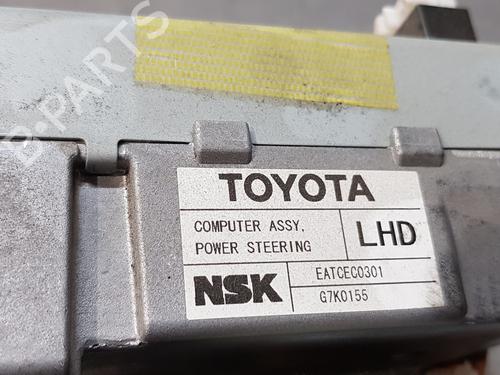 B-PARTS
TOYOTA
COMPUTER ASSY,
POWER STEERING
LHD
NSK
EATCEC0301
G7K0155